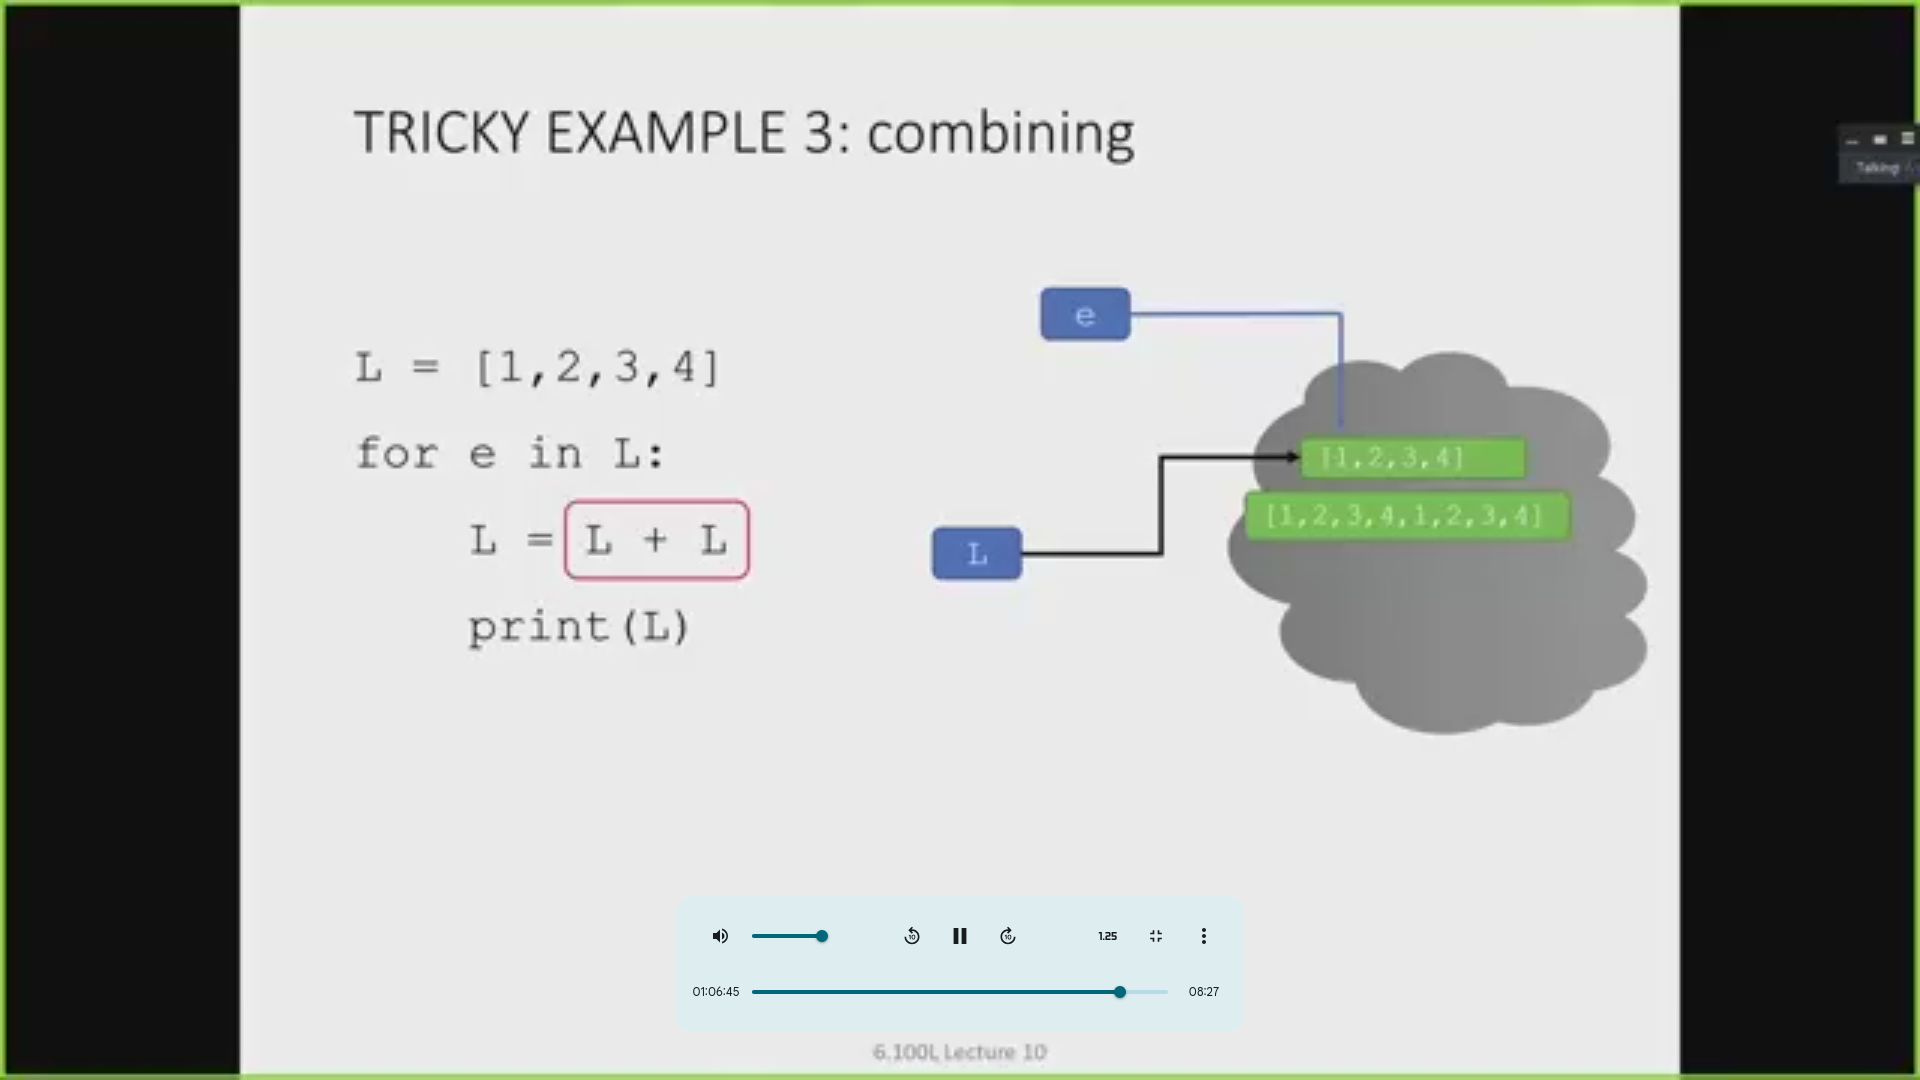 TRICKY EXAMPLE 3: combining
Talking:
e
L = [1,2,3,4]
for e in L:
[1,2,3,4]
[1,2,3,4,1,2,3,4]
L = L + L
L
print(L)
10
10
1.25
01:06:45
08:27
6.100L Lecture 10